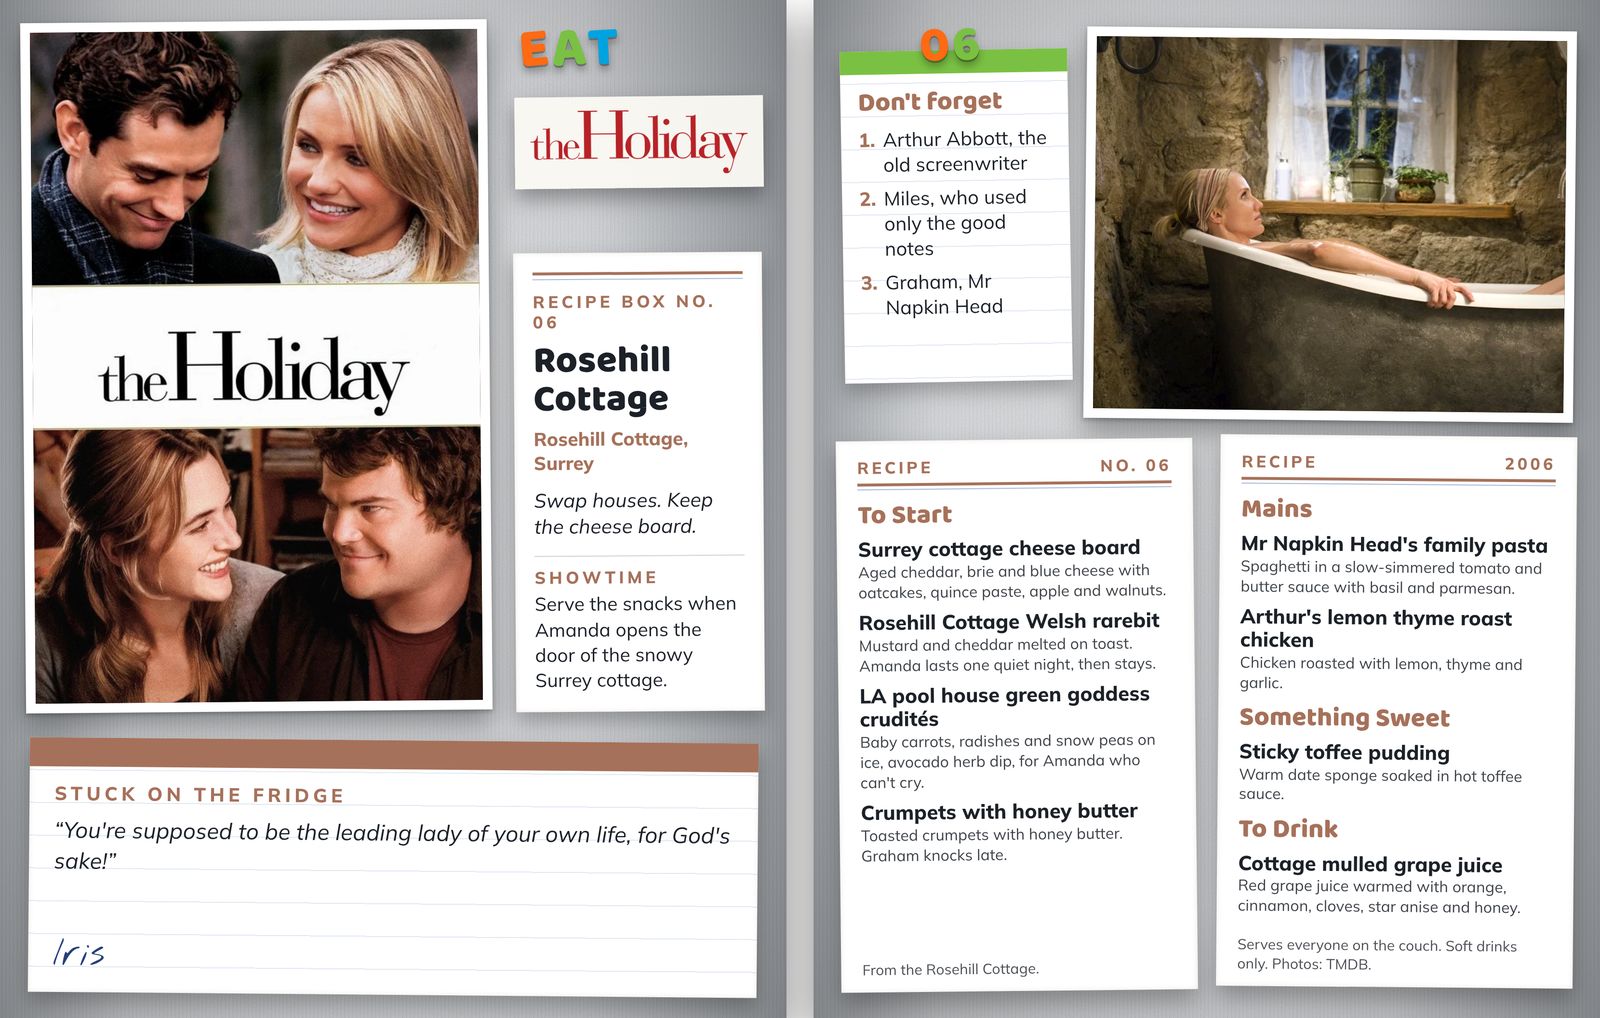 EAT
the Holiday
the Holiday
RECIPE BOX NO.
06
Rosehill
Cottage
Rosehill Cottage,
Surrey
Swap houses. Keep
the cheese board.
SHOWTIME
Serve the snacks when
Amanda opens the
door of the snowy
Surrey cottage.
STUCK ON THE FRIDGE
“You're supposed to be the leading lady of your own life, for God's
sake!”
Iris
06
Don't forget
1. Arthur Abbott, the
old screenwriter
2. Miles, who used
only the good
notes
3. Graham, Mr
Napkin Head
RECIPE NO. 06
To Start
Surrey cottage cheese board
Aged cheddar, brie and blue cheese with
oatcakes, quince paste, apple and walnuts.
Rosehill Cottage Welsh rarebit
Mustard and cheddar melted on toast.
Amanda lasts one quiet night, then stays.
LA pool house green goddess
crudités
Baby carrots, radishes and snow peas on
ice, avocado herb dip, for Amanda who
can't cry.
Crumpets with honey butter
Toasted crumpets with honey butter.
Graham knocks late.
From the Rosehill Cottage.
RECIPE 2006
Mains
Mr Napkin Head's family pasta
Spaghetti in a slow-simmered tomato and
butter sauce with basil and parmesan.
Arthur's lemon thyme roast
chicken
Chicken roasted with lemon, thyme and
garlic.
Something Sweet
Sticky toffee pudding
Warm date sponge soaked in hot toffee
sauce.
To Drink
Cottage mulled grape juice
Red grape juice warmed with orange,
cinnamon, cloves, star anise and honey.
Serves everyone on the couch. Soft drinks
only. Photos: TMDB.